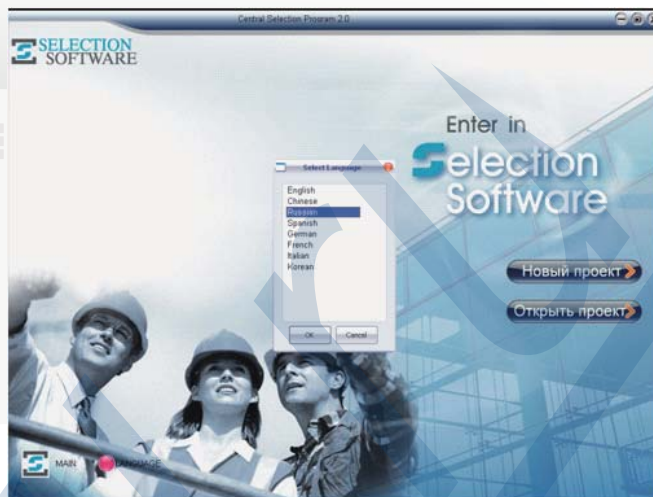 Central Selection Program 2.0
SELECTION
SOFTWARE
Enter in
Selection
Software
Select Language
English
Chinese
Russian
Spanish
German
French
Italian
Korean
OK
Cancel
Новый проект
Открыть проект
MAIN
LANGUAGE